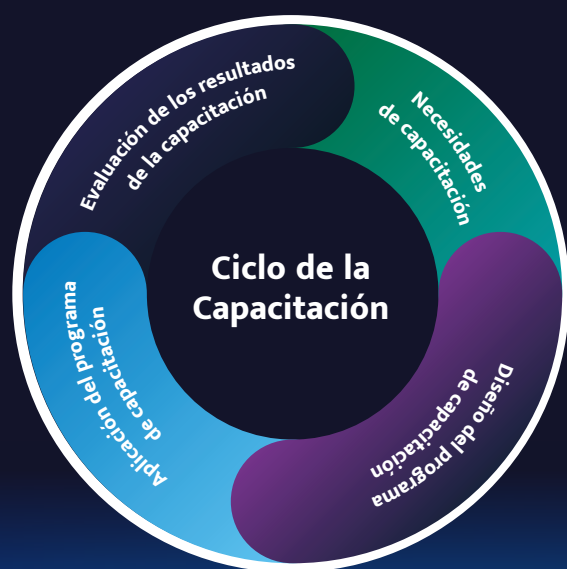 Ciclo de la
Capacitación
Necesidades
de capacitación
Diseño del programa
de capacitación
Aplicación del programa
de capacitación
Evaluación de los resultados
de la capacitación